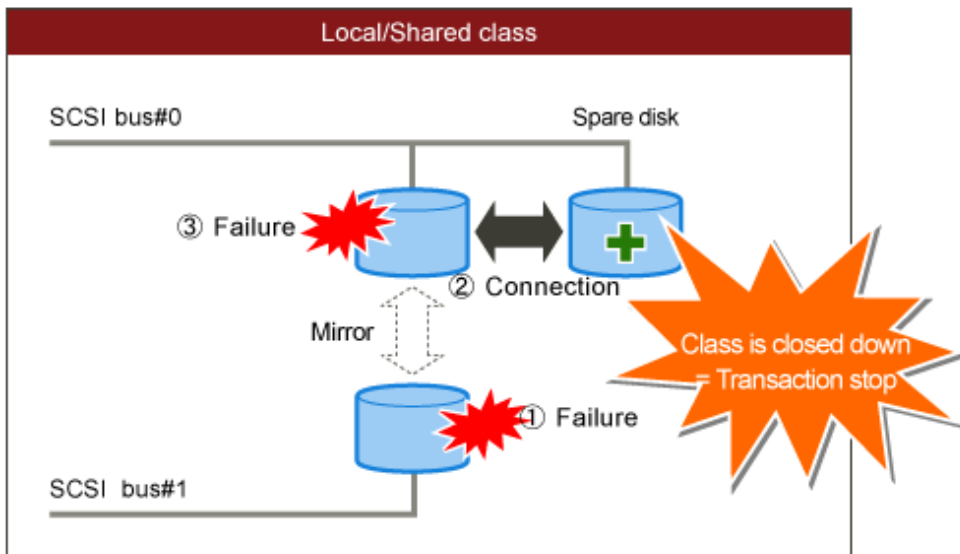 Local/Shared class
SCSI bus#0
Spare disk
③ Failure
② Connection
Mirror
Class is closed down
= Transaction stop
① Failure
SCSI bus#1